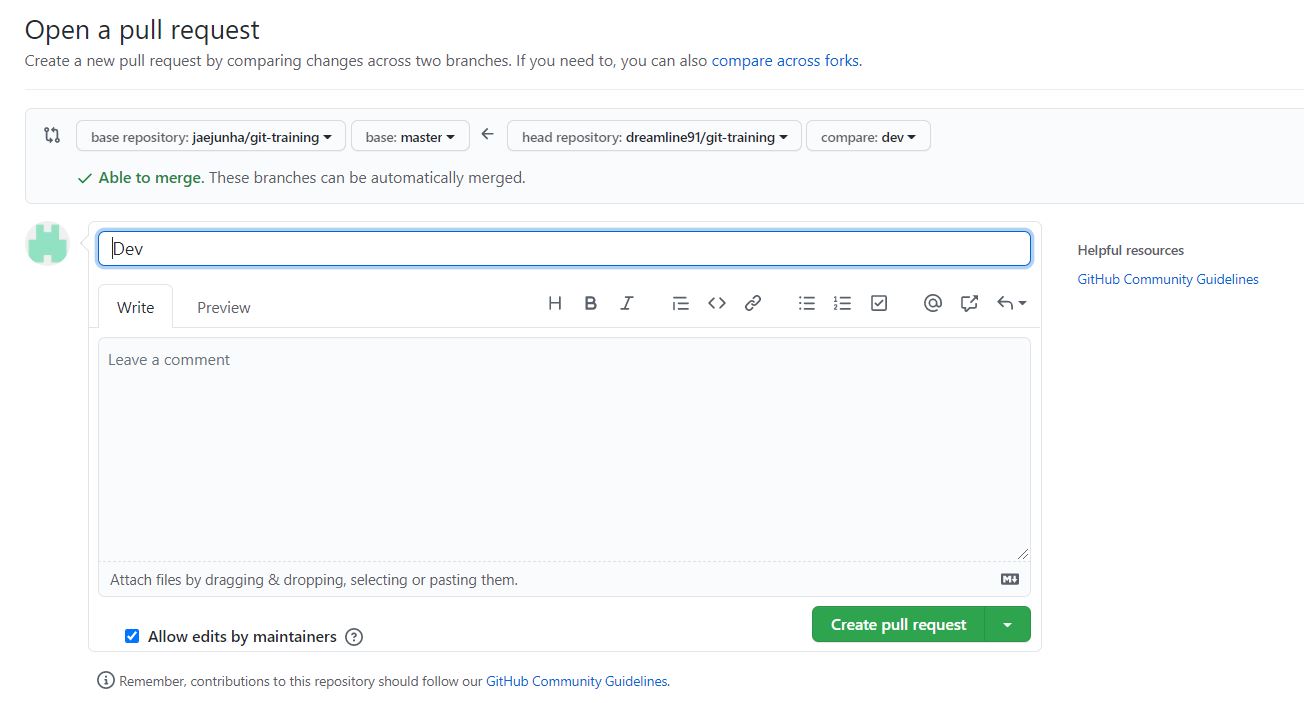 Open a pull request
Create a new pull request by comparing changes across two branches. If you need to, you can also compare across forks.
base repository: jaejunha/git-training base: master head repository: dreamline91/git-training compare: dev
Able to merge. These branches can be automatically merged.
Dev
Helpful resources
GitHub Community Guidelines
Write Preview
Leave a comment
Attach files by dragging & dropping, selecting or pasting them.
Allow edits by maintainers
Create pull request
Remember, contributions to this repository should follow our GitHub Community Guidelines.